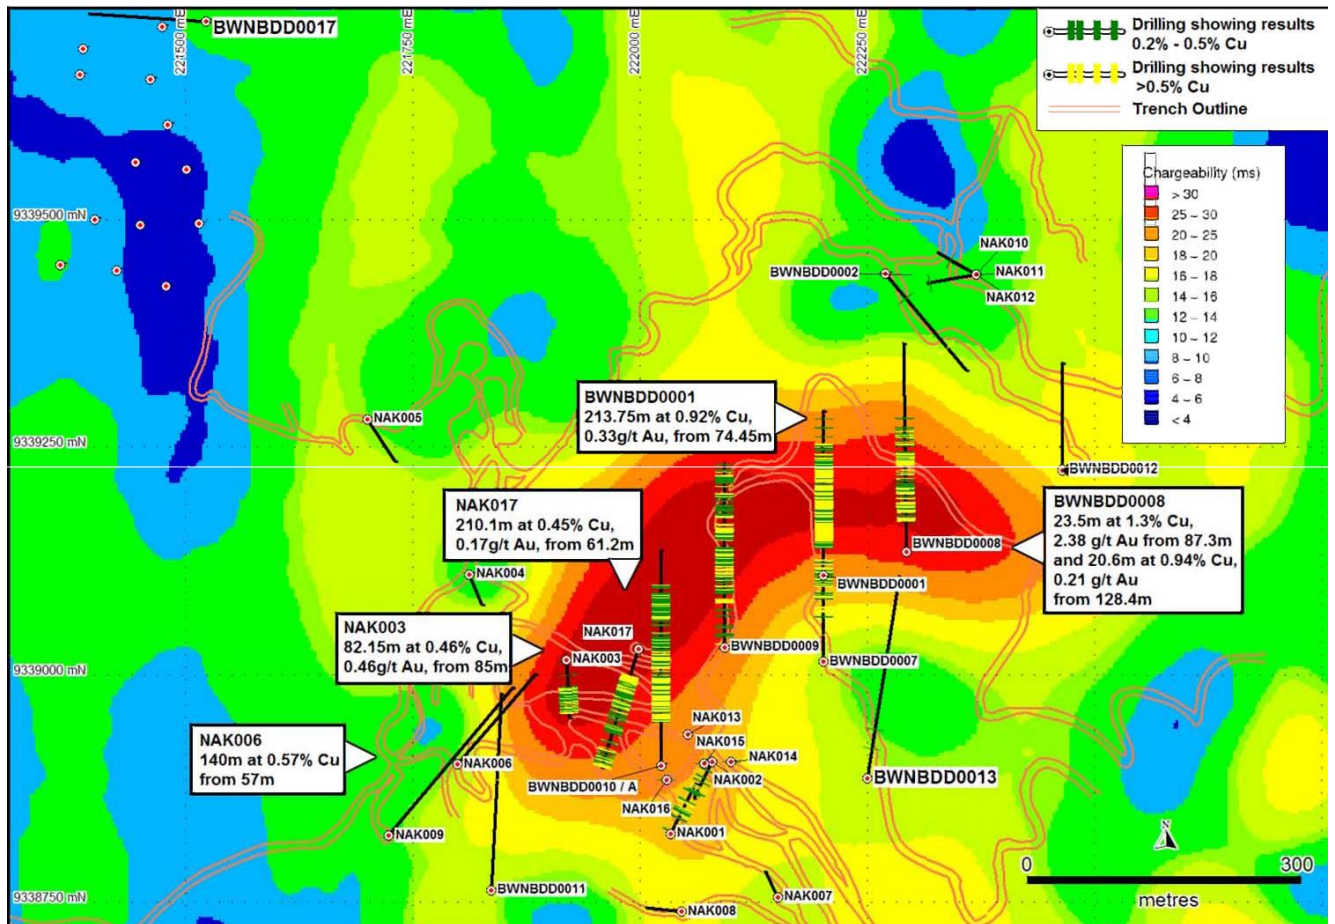 BWNBDD0017
221500 mE
221750 mE
222000 mE
222250 mE
Drilling showing results
0.2% - 0.5% Cu
Drilling showing results
>0.5% Cu
Trench Outline
Chargeability (ms)
> 30
25 - 30
20 - 25
18 - 20
16 - 18
14 - 16
12 - 14
10 - 12
8 - 10
6 - 8
4 - 6
< 4
9339500 mN
NAK010
BWNBDD0002
NAK011
NAK012
BWNBDD0001
213.75m at 0.92% Cu,
0.33g/t Au, from 74.45m
NAK005
9339250 mN
BWNBDD0012
NAK017
210.1m at 0.45% Cu,
0.17g/t Au, from 61.2m
BWNBDD0008
23.5m at 1.3% Cu,
2.38 g/t Au from 87.3m
and 20.6m at 0.94% Cu,
0.21 g/t Au
from 128.4m
BWNBDD0008
NAK004
BWNBDD0001
NAK003
82.15m at 0.46% Cu,
0.46g/t Au, from 85m
NAK017
NAK003
BWNBDD0009
BWNBDD0007
9339000 mN
NAK013
NAK006
140m at 0.57% Cu
from 57m
NAK015
NAK014
NAK006
NAK002
BWNBDD0010 / A
BWNBDD0013
NAK016
NAK009
NAK001
N
0
300
metres
BWNBDD0011
NAK007
9338750 mN
NAK008